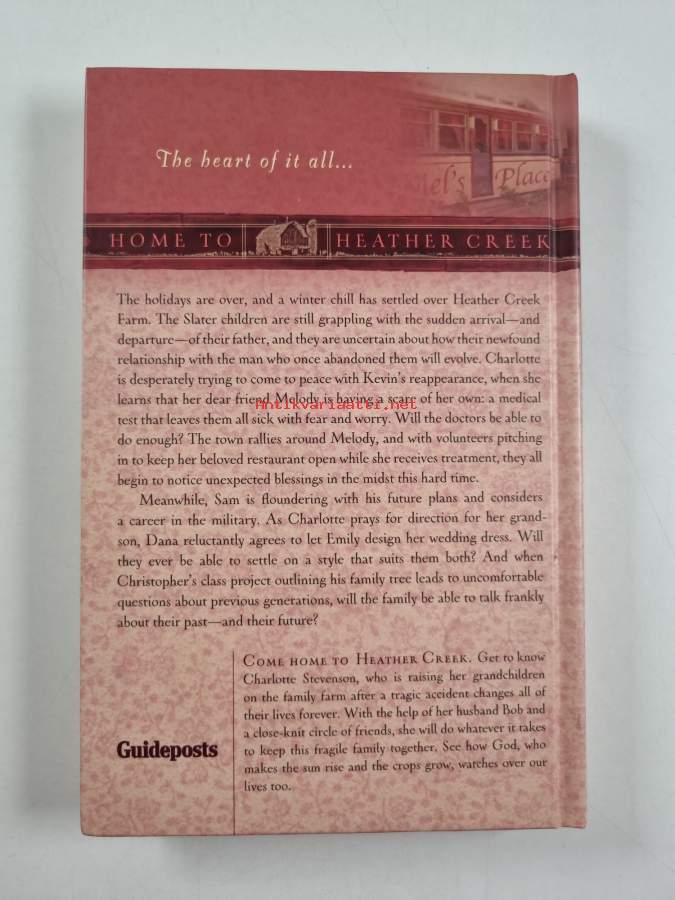 The heart of it all...
Mel's Place
HOME TO HEATHER CREEK
The holidays are over, and a winter chill has settled over Heather Creek
Farm. The Slater children are still grappling with the sudden arrival—and
departure—of their father, and they are uncertain about how their newfound
relationship with the man who once abandoned them will evolve. Charlotte
is desperately trying to come to peace with Kevin's reappearance, when she
learns that her dear friend Melody is having a scare of her own: a medical
Antikvariaatti.net
test that leaves them all sick with fear and worry. Will the doctors be able to
do enough? The town rallies around Melody, and with volunteers pitching
in to keep her beloved restaurant open while she receives treatment, they all
begin to notice unexpected blessings in the midst this hard time.
Meanwhile, Sam is floundering with his future plans and considers
a career in the military. As Charlotte prays for direction for her grand-
son, Dana reluctantly agrees to let Emily design her wedding dress. Will
they ever be able to settle on a style that suits them both? And when
Christopher's class project outlining his family tree leads to uncomfortable
questions about previous generations, will the family be able to talk frankly
about their past—and their future?
COME HOME TO HEATHER CREEK. Get to know
Charlotte Stevenson, who is raising her grandchildren
on the family farm after a tragic accident changes all of
their lives forever. With the help of her husband Bob and
a close-knit circle of friends, she will do whatever it takes
to keep this fragile family together. See how God, who
makes the sun rise and the crops grow, watches over our
lives too.
Guideposts